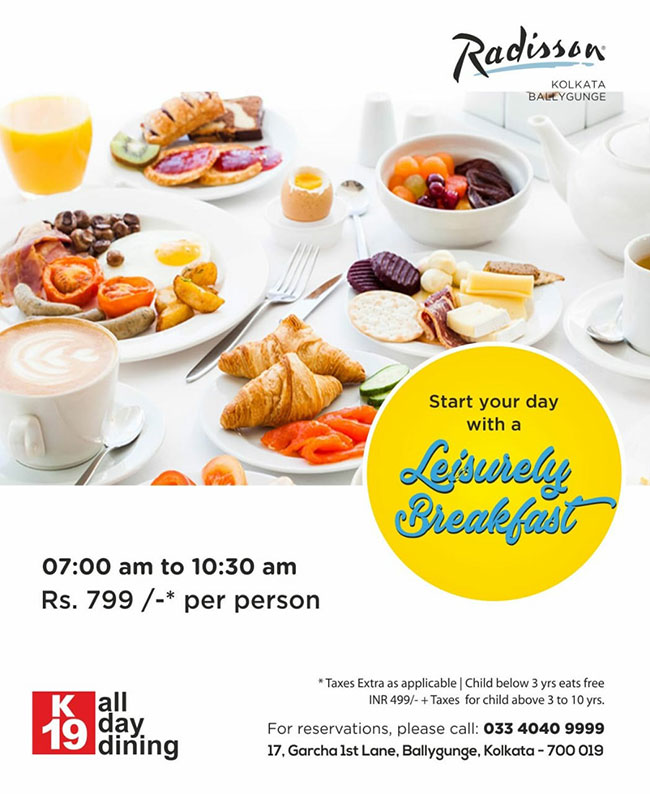 Radisson
KOLKATA
BALLYGUNGE
Start your day
with a
Leisurely
Breakfast
07:00 am to 10:30 am
Rs. 799 /-* per person
* Taxes Extra as applicable | Child below 3 yrs eats free
INR 499/- + Taxes for child above 3 to 10 yrs.
K
19
all
day
dining
For reservations, please call: 033 4040 9999
17, Garcha 1st Lane, Ballygunge, Kolkata - 700 019